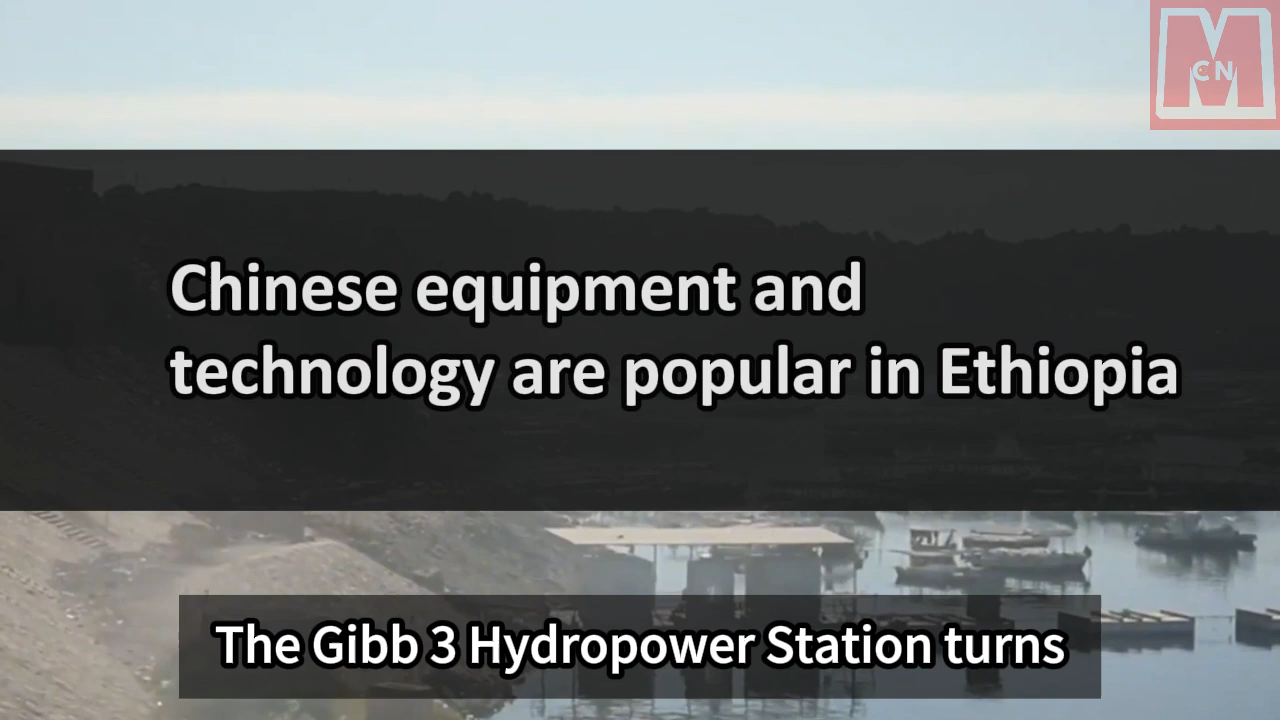 M
CN
Chinese equipment and
technology are popular in Ethiopia
The Gibb 3 Hydropower Station turns